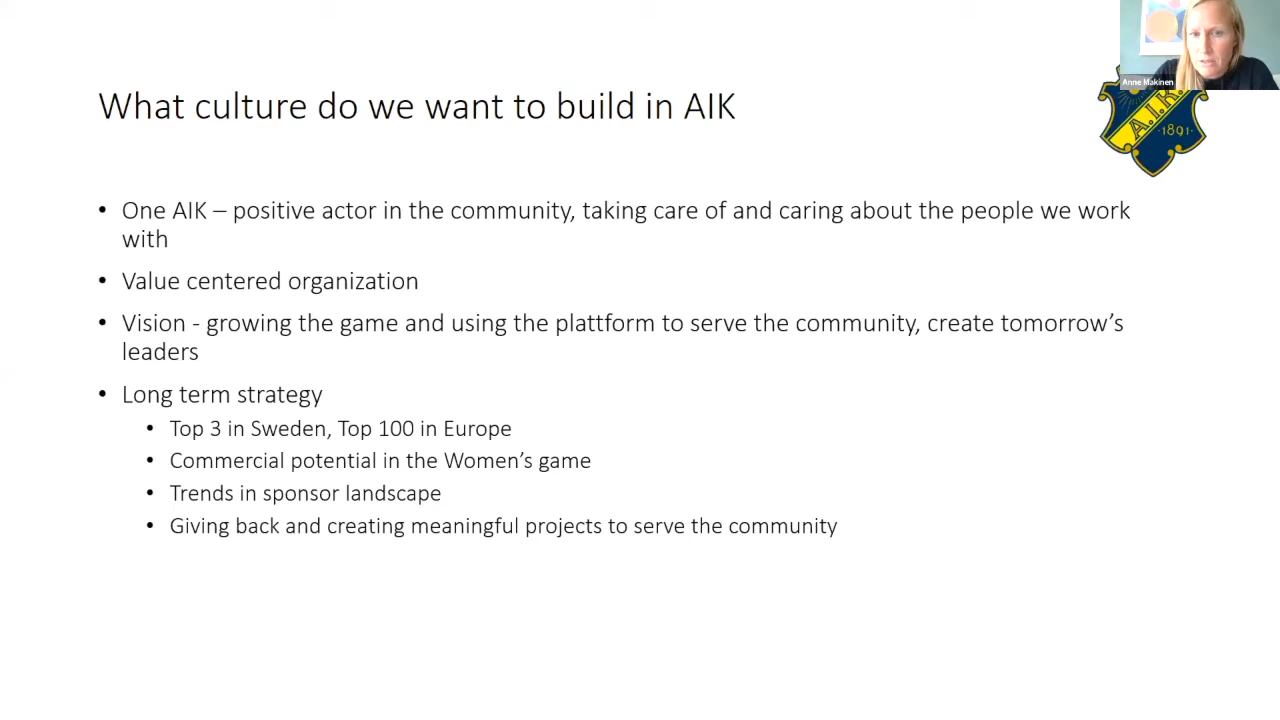 Anne Makinen
What culture do we want to build in AIK
A.I.K.
1891
• One AIK – positive actor in the community, taking care of and caring about the people we work
with
• Value centered organization
• Vision - growing the game and using the plattform to serve the community, create tomorrow’s
leaders
• Long term strategy
• Top 3 in Sweden, Top 100 in Europe
• Commercial potential in the Women’s game
• Trends in sponsor landscape
• Giving back and creating meaningful projects to serve the community